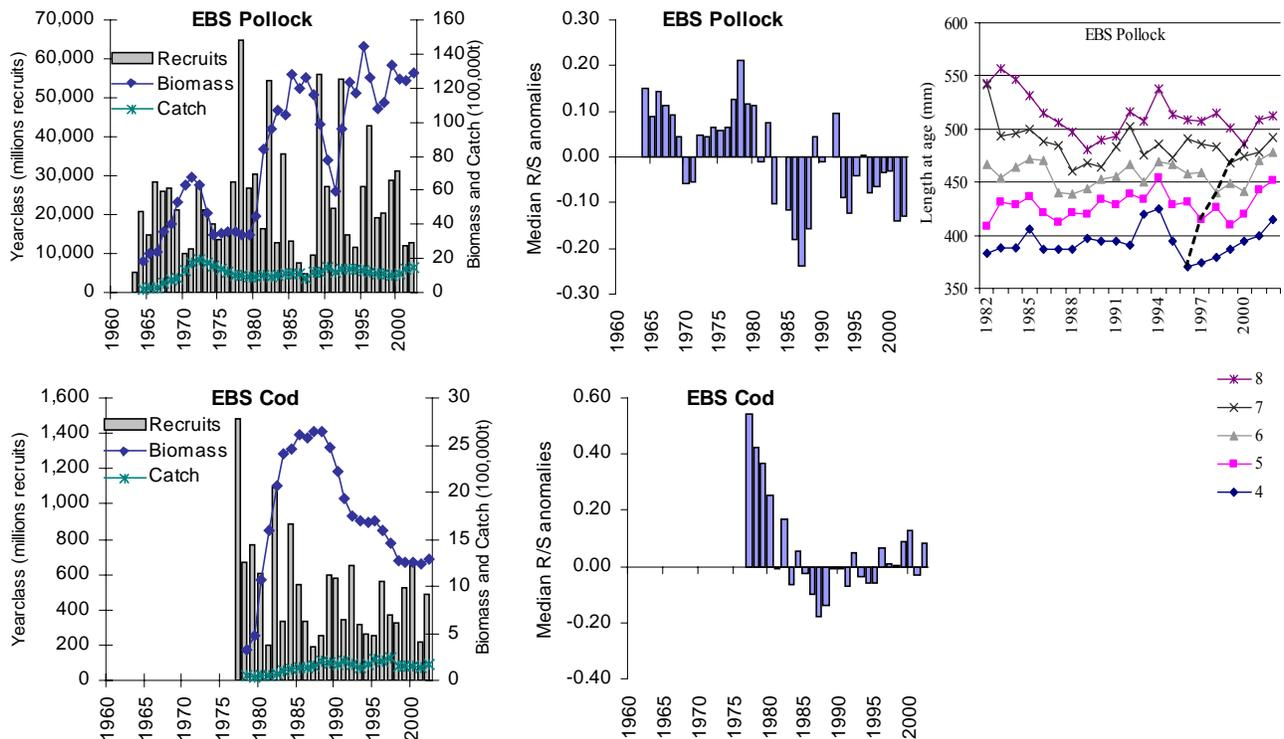 EBS Pollock
Yearclass (millions recruits)
70,000
60,000
50,000
40,000
30,000
20,000
10,000
0
Recruits
Biomass
Catch
160
140
120
100
80
60
40
20
0
Biomass and Catch (100,000t)
1960 1965 1970 1975 1980 1985 1990 1995 2000
EBS Pollock
Median R/S anomalies
0.30
0.20
0.10
0.00
-0.10
-0.20
-0.30
1960 1965 1970 1975 1980 1985 1990 1995 2000
EBS Pollock
Length at age (mm)
600
550
500
450
400
350
1982 1985 1988 1991 1994 1997 2000
8
7
6
5
4
EBS Cod
Yearclass (millions recruits)
1,600
1,400
1,200
1,000
800
600
400
200
0
Recruits
Biomass
Catch
30
25
20
15
10
5
0
Biomass and Catch (100,000t)
1960 1965 1970 1975 1980 1985 1990 1995 2000
EBS Cod
Median R/S anomalies
0.60
0.40
0.20
0.00
-0.20
-0.40
1960 1965 1970 1975 1980 1985 1990 1995 2000